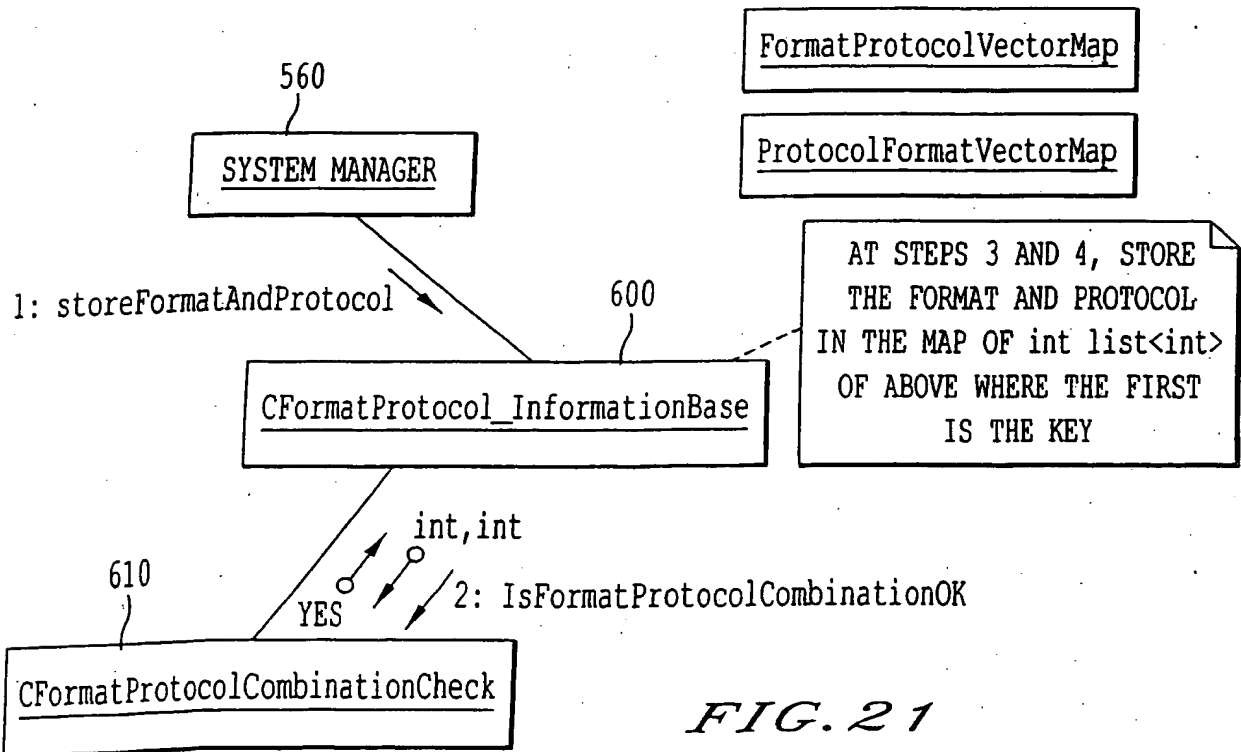 FormatProtocolVectorMap
560
ProtocolFormatVectorMap
SYSTEM MANAGER
AT STEPS 3 AND 4, STORE
THE FORMAT AND PROTOCOL
IN THE MAP OF int list<int>
OF ABOVE WHERE THE FIRST
IS THE KEY
1: storeFormatAndProtocol
600
CFormatProtocol_InformationBase
int,int
610
YES
2: IsFormatProtocolCombinationOK
CFormatProtocolCombinationCheck
FIG.21